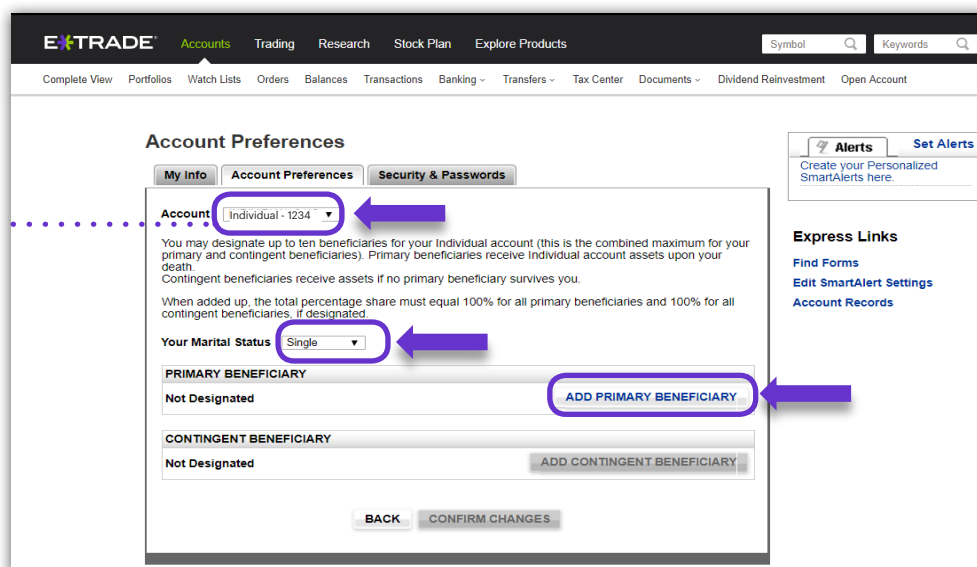 E*TRADE Accounts Trading Research Stock Plan Explore Products Symbol Keywords
Complete View Portfolios Watch Lists Orders Balances Transactions Banking Transfers Tax Center Documents Dividend Reinvestment Open Account
Account Preferences
My Info Account Preferences Security & Passwords
Account Individual - 1234
You may designate up to ten beneficiaries for your Individual account (this is the combined maximum for your
primary and contingent beneficiaries). Primary beneficiaries receive Individual account assets upon your
death.
Contingent beneficiaries receive assets if no primary beneficiary survives you.
When added up, the total percentage share must equal 100% for all primary beneficiaries and 100% for all
contingent beneficiaries, if designated.
Your Marital Status Single
PRIMARY BENEFICIARY
Not Designated ADD PRIMARY BENEFICIARY
CONTINGENT BENEFICIARY
Not Designated ADD CONTINGENT BENEFICIARY
BACK CONFIRM CHANGES
Alerts Set Alerts
Create your Personalized
SmartAlerts here.
Express Links
Find Forms
Edit SmartAlert Settings
Account Records